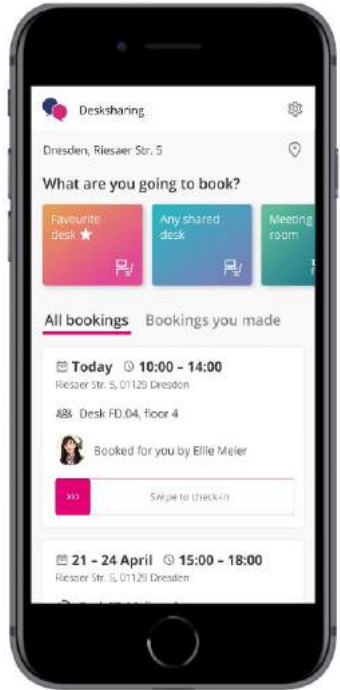 Desksharing
Dresden, Riesaer Str. 5
What are you going to book?
Favourite
desk
Any shared
desk
Meeting
room
All bookings
Bookings you made
Today 10:00 – 14:00
Riesaer Str. 5, 01129 Dresden
Desk FD.04, floor 4
Booked for you by Ellie Meier
>>> Swipe to check-in
21 – 24 April 15:00 – 18:00
Riesaer Str. 5, 01129 Dresden